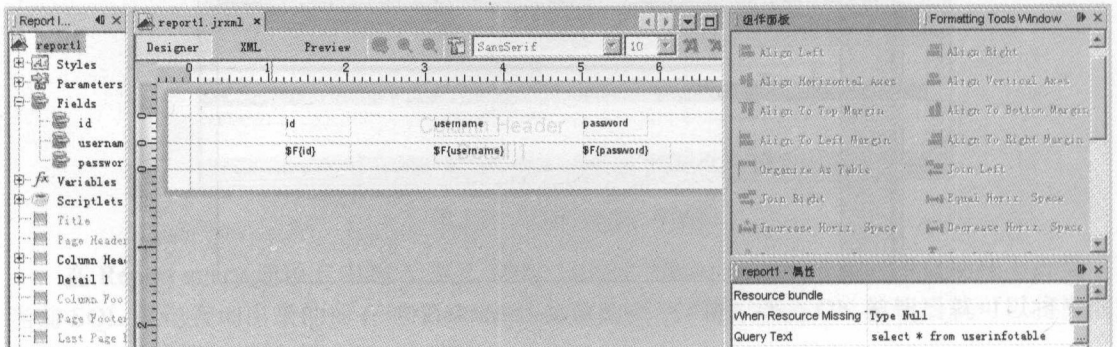 Report I...
report1
Styles
Parameters
Fields
id
usernam
passwor
Variables
Scriptlets
Title
Page Header
Column Hea
Detail 1
Column Foo
Page Footer
Last Page
report1.jrxml
Designer XML Preview SansSerif 10
0 1 2 3 4 5 6
Column Header
id username password
$F{id} $F{username} $F{password}
0
0
1
2
组件面板 Formatting Tools Window
Align Left Align Right
Align Horizontal Axes Align Vertical Axes
Align To Top Margin Align To Bottom Margin
Align To Left Margin Align To Right Margin
Organize As Table Join Left
Join Right Equal Horiz. Space
Increase Horiz. Space Decrease Horiz. Space
report1 - 属性
Resource bundle ...
When Resource Missing Type Null
Query Text select * from userinfotable ...